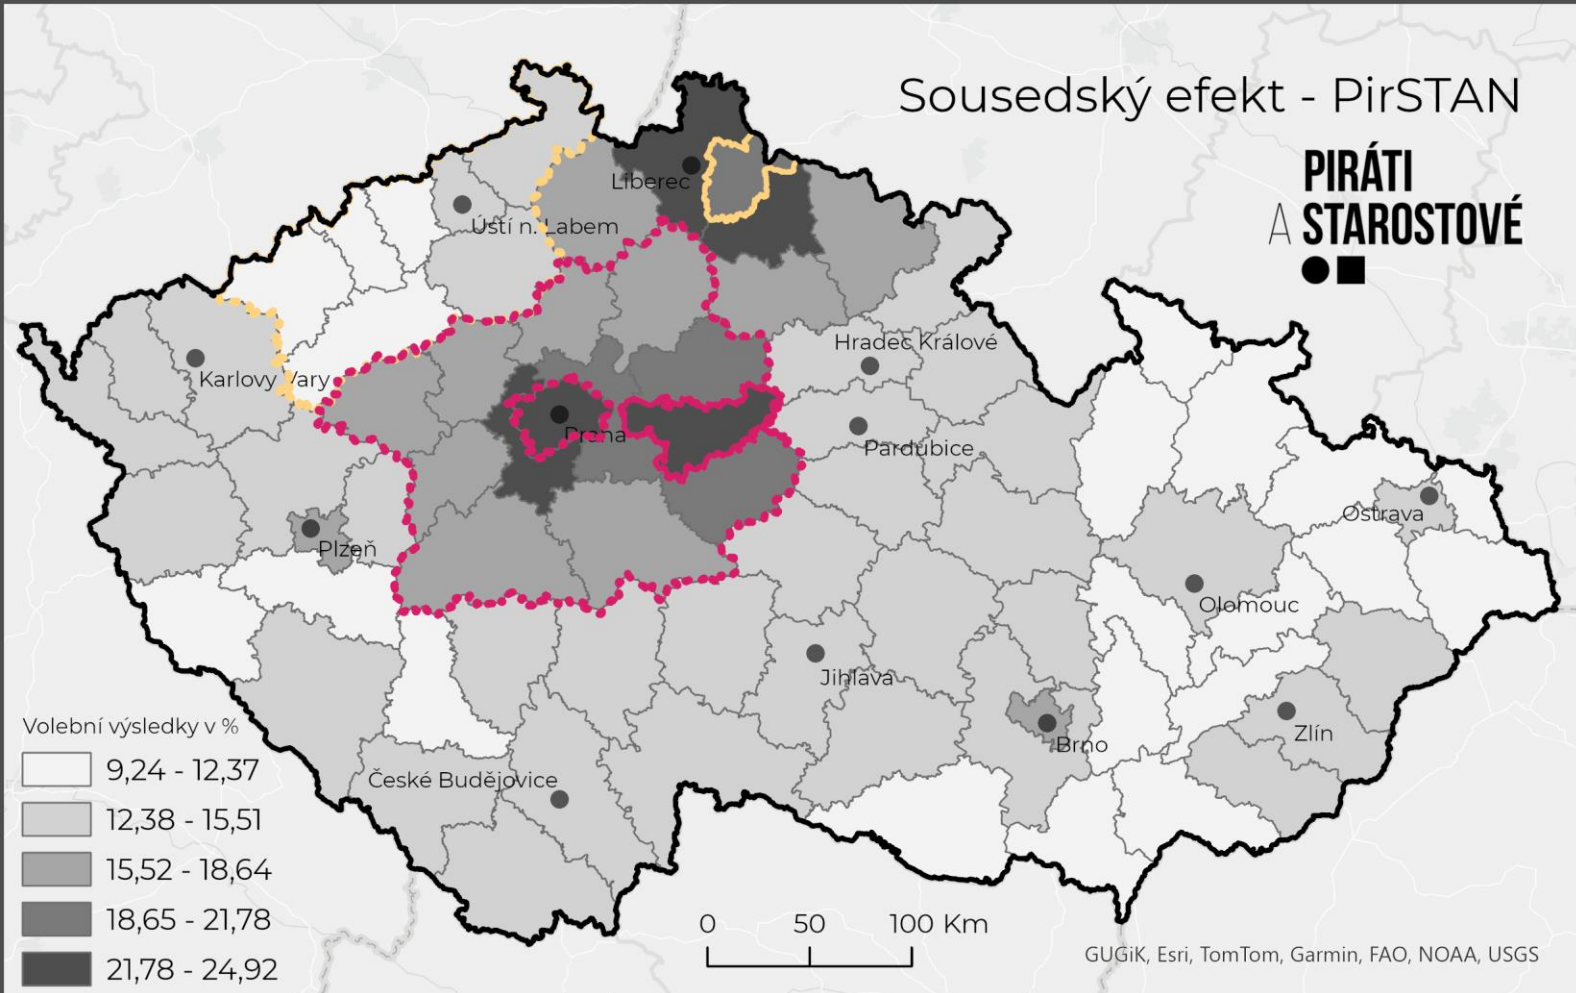 Sousedský efekt - PirSTAN
PIRÁTI
A STAROSTOVÉ
Liberec
Ústí n. Labem
Hradec Králové
Karlovy Vary
Praha
Pardubice
Ostrava
Plzeň
Olomouc
Jihlava
Brno
Zlín
České Budějovice
Volební výsledky v %
9,24 - 12,37
12,38 - 15,51
15,52 - 18,64
18,65 - 21,78
21,78 - 24,92
0 50 100 Km
GUGiK, Esri, TomTom, Garmin, FAO, NOAA, USGS